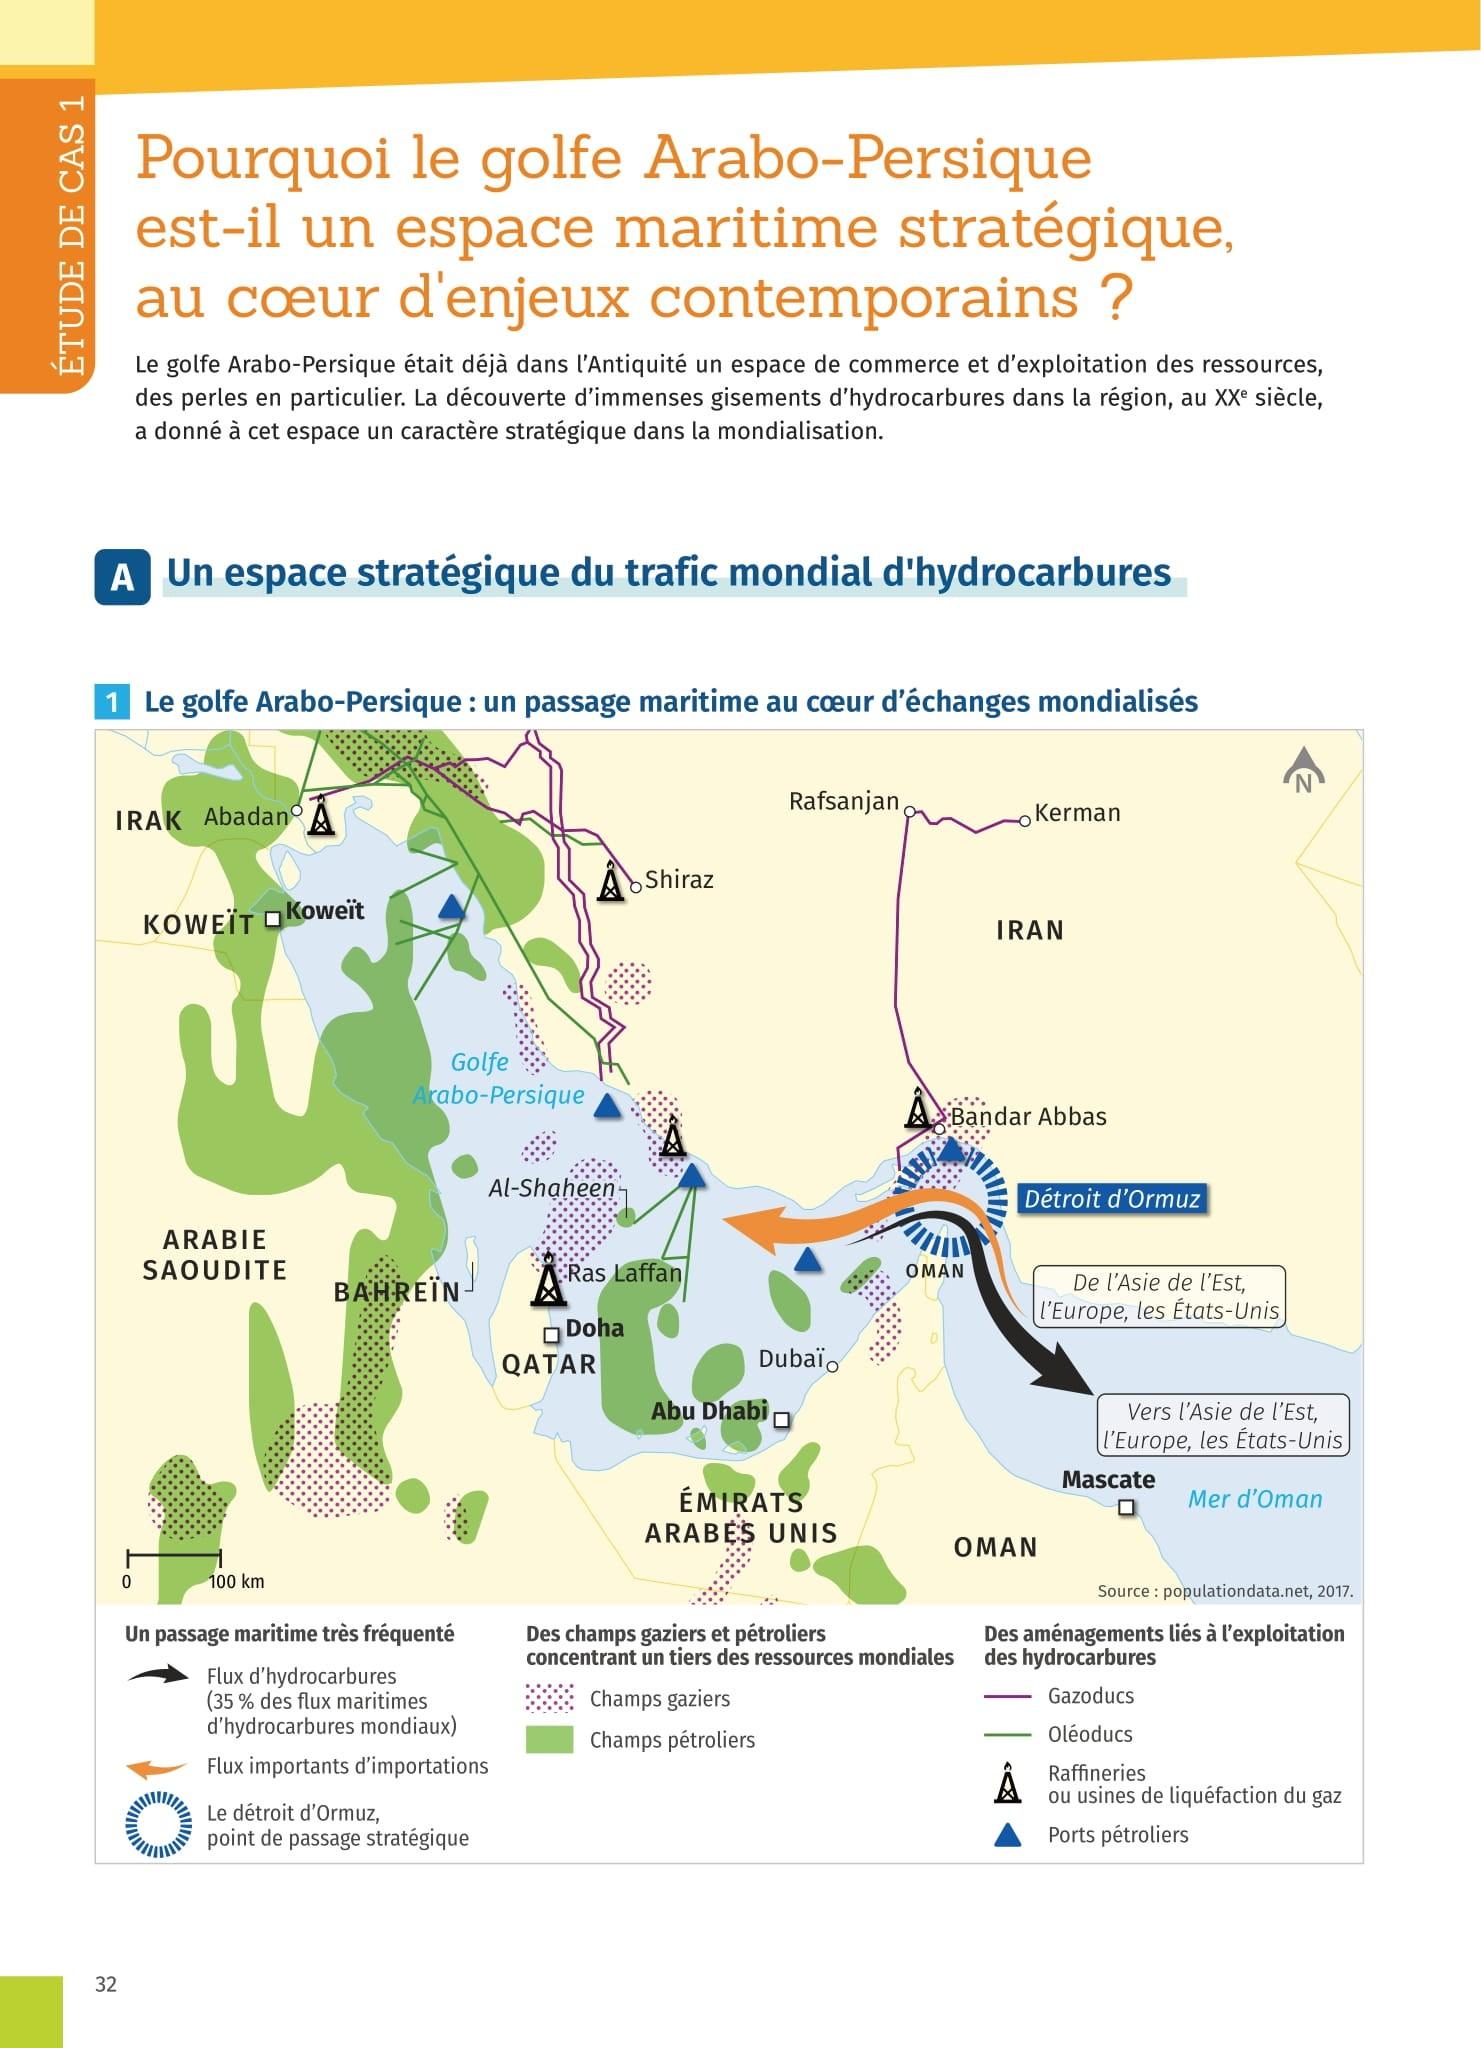 ÉTUDE DE CAS 1
Pourquoi le golfe Arabo-Persique
est-il un espace maritime stratégique,
au cœur d'enjeux contemporains ?
Le golfe Arabo-Persique était déjà dans l'Antiquité un espace de commerce et d'exploitation des ressources,
des perles en particulier. La découverte d'immenses gisements d'hydrocarbures dans la région, au XXe siècle,
a donné à cet espace un caractère stratégique dans la mondialisation.
A Un espace stratégique du trafic mondial d'hydrocarbures
1 Le golfe Arabo-Persique : un passage maritime au cœur d'échanges mondialisés
N
Rafsanjan
Kerman
IRAK
Abadan
Shiraz
KOWEÏT
Koweït
IRAN
Golfe
Arabo-Persique
Bandar Abbas
Al-Shaheen
Détroit d'Ormuz
ARABIE
SAOUDITE
BAHREÏN
Ras Laffan
OMAN
De l'Asie de l'Est,
l'Europe, les États-Unis
Doha
QATAR
Dubaï
Abu Dhabi
Vers l'Asie de l'Est,
l'Europe, les États-Unis
Mascate
Mer d'Oman
ÉMIRATS
ARABES UNIS
OMAN
0 100 km
Source : populationdata.net, 2017.
Un passage maritime très fréquenté
Flux d'hydrocarbures
(35 % des flux maritimes
d'hydrocarbures mondiaux)
Flux importants d'importations
Le détroit d'Ormuz,
point de passage stratégique
Des champs gaziers et pétroliers
concentrant un tiers des ressources mondiales
Champs gaziers
Champs pétroliers
Des aménagements liés à l'exploitation
des hydrocarbures
Gazoducs
Oléoducs
Raffineries
ou usines de liquéfaction du gaz
Ports pétroliers
32